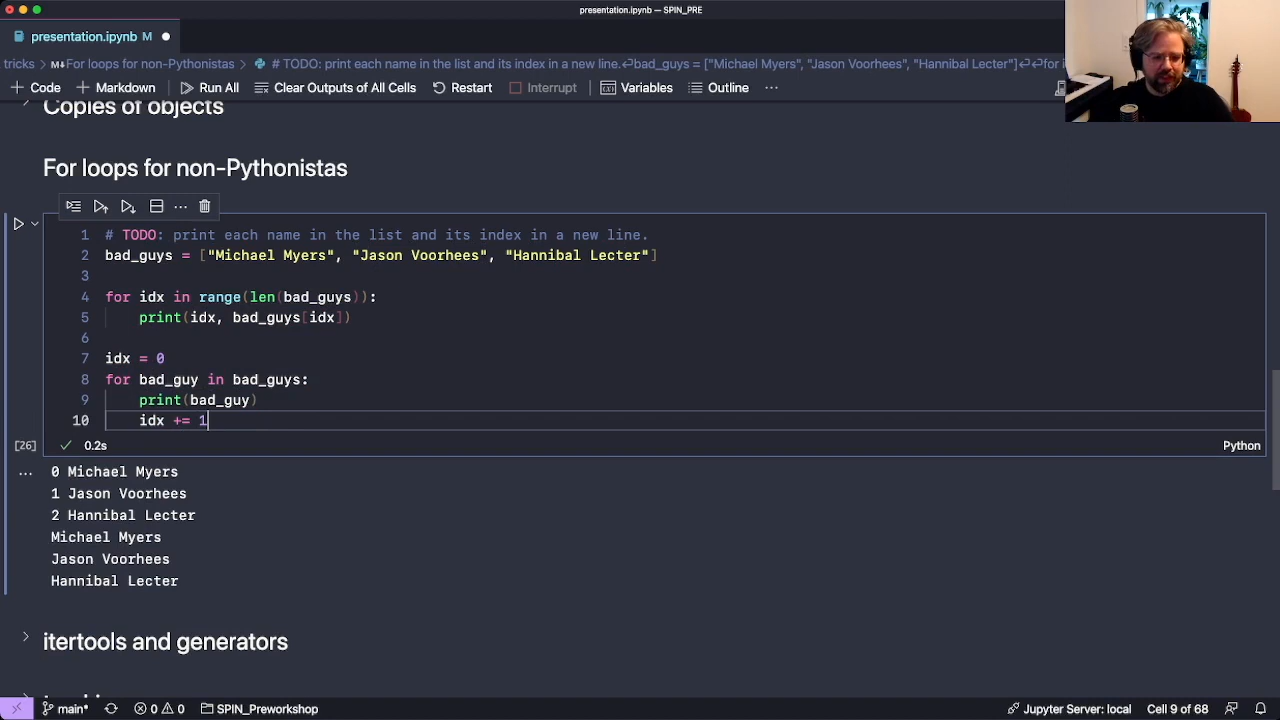 presentation.ipynb — SPIN_PRE
presentation.ipynb M
tricks > M↓For loops for non-Pythonistas > # TODO: print each name in the list and its index in a new line.⏎bad_guys = ["Michael Myers", "Jason Voorhees", "Hannibal Lecter"]⏎⏎for i
+ Code + Markdown Run All Clear Outputs of All Cells Restart Interrupt Variables Outline ...
Copies of objects
For loops for non-Pythonistas
1 # TODO: print each name in the list and its index in a new line.
2 bad_guys = ["Michael Myers", "Jason Voorhees", "Hannibal Lecter"]
3
4 for idx in range(len(bad_guys)):
5     print(idx, bad_guys[idx])
6
7 idx = 0
8 for bad_guy in bad_guys:
9     print(bad_guy)
10     idx += 1
[26] 0.2s Python
0 Michael Myers
1 Jason Voorhees
2 Hannibal Lecter
Michael Myers
Jason Voorhees
Hannibal Lecter
itertools and generators
main* 0 0 SPIN_Preworkshop Jupyter Server: local Cell 9 of 68